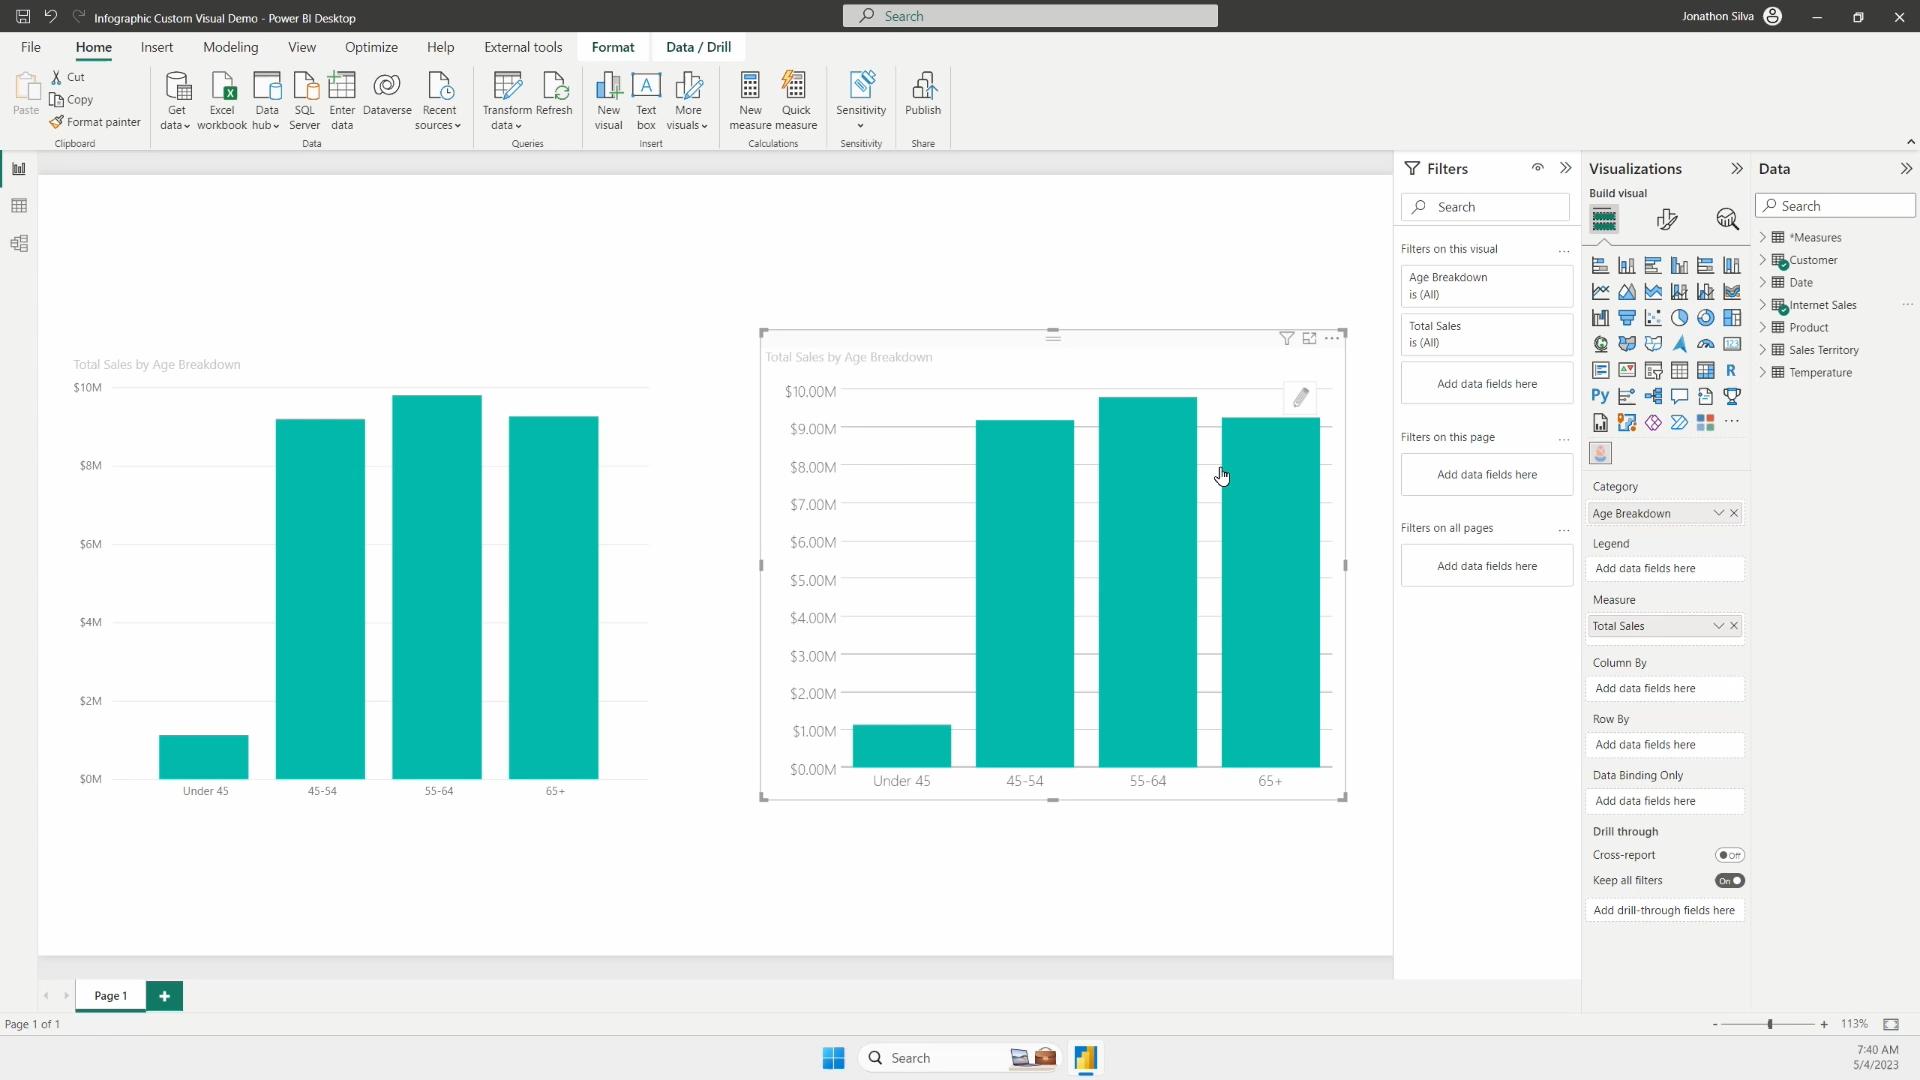 Infographic Custom Visual Demo - Power BI Desktop
Search
Jonathon Silva
File
Home
Insert
Modeling
View
Optimize
Help
External tools
Format
Data / Drill
Paste
Cut
Copy
Format painter
Clipboard
Get data
Excel workbook
Data hub
SQL Server
Enter data
Dataverse
Recent sources
Data
Transform data
Refresh
Queries
New visual
Text box
More visuals
Insert
New measure
Quick measure
Calculations
Sensitivity
Sensitivity
Publish
Share
Total Sales by Age Breakdown
$10M
$8M
$6M
$4M
$2M
$0M
Under 45
45-54
55-64
65+
Total Sales by Age Breakdown
$10.00M
$9.00M
$8.00M
$7.00M
$6.00M
$5.00M
$4.00M
$3.00M
$2.00M
$1.00M
$0.00M
Under 45
45-54
55-64
65+
Filters
Search
Filters on this visual
Age Breakdown
is (All)
Total Sales
is (All)
Add data fields here
Filters on this page
Add data fields here
Filters on all pages
Add data fields here
Visualizations
Build visual
123
R
Py
Category
Age Breakdown
Legend
Add data fields here
Measure
Total Sales
Column By
Add data fields here
Row By
Add data fields here
Data Binding Only
Add data fields here
Drill through
Cross-report
Off
Keep all filters
On
Add drill-through fields here
Data
Search
*Measures
Customer
Date
Internet Sales
Product
Sales Territory
Temperature
Page 1
Page 1 of 1
113%
Search
7:40 AM
5/4/2023